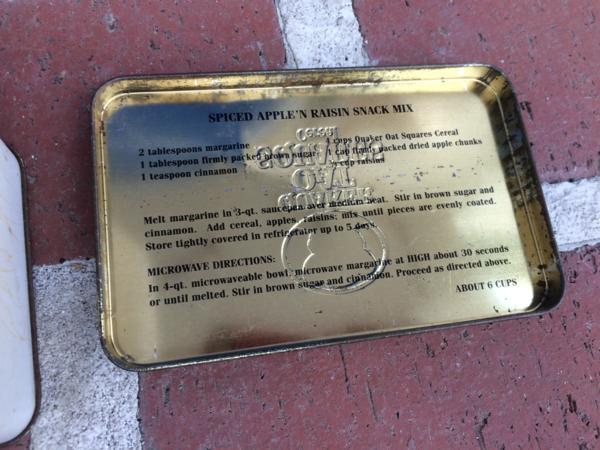 SPICED APPLE'N RAISIN SNACK MIX
2 tablespoons margarine cups Quaker Oat Squares Cereal
1 tablespoon firmly packed brown sugar 1 cup firmly packed dried apple chunks
1 teaspoon cinnamon cup raisins
Melt margarine in 3-qt. saucepan over medium heat. Stir in brown sugar and
cinnamon. Add cereal, apples, raisins; mix until pieces are evenly coated.
Store tightly covered in refrigerator up to 5 days.
MICROWAVE DIRECTIONS:
In 4-qt. microwaveable bowl, microwave margarine at HIGH about 30 seconds
or until melted. Stir in brown sugar and cinnamon. Proceed as directed above.
ABOUT 6 CUPS